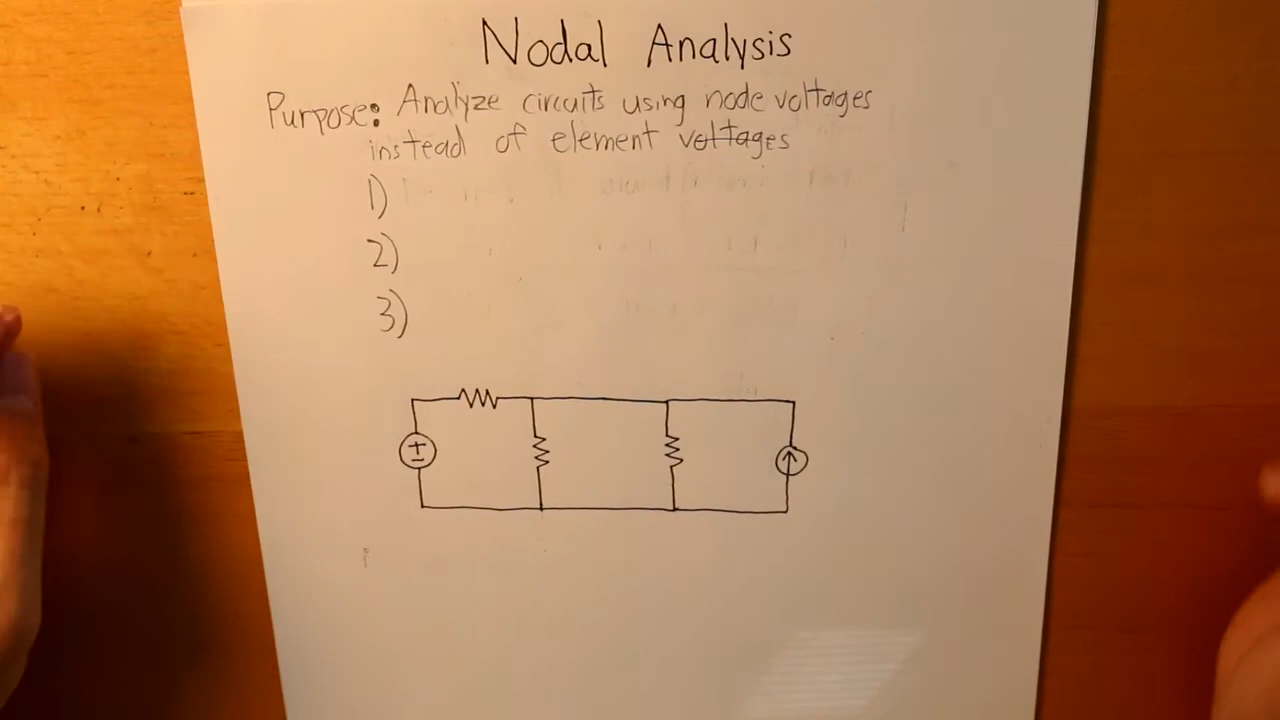 Nodal Analysis
Purpose: Analyze circuits using node voltages
instead of element voltages
1)
2)
3)